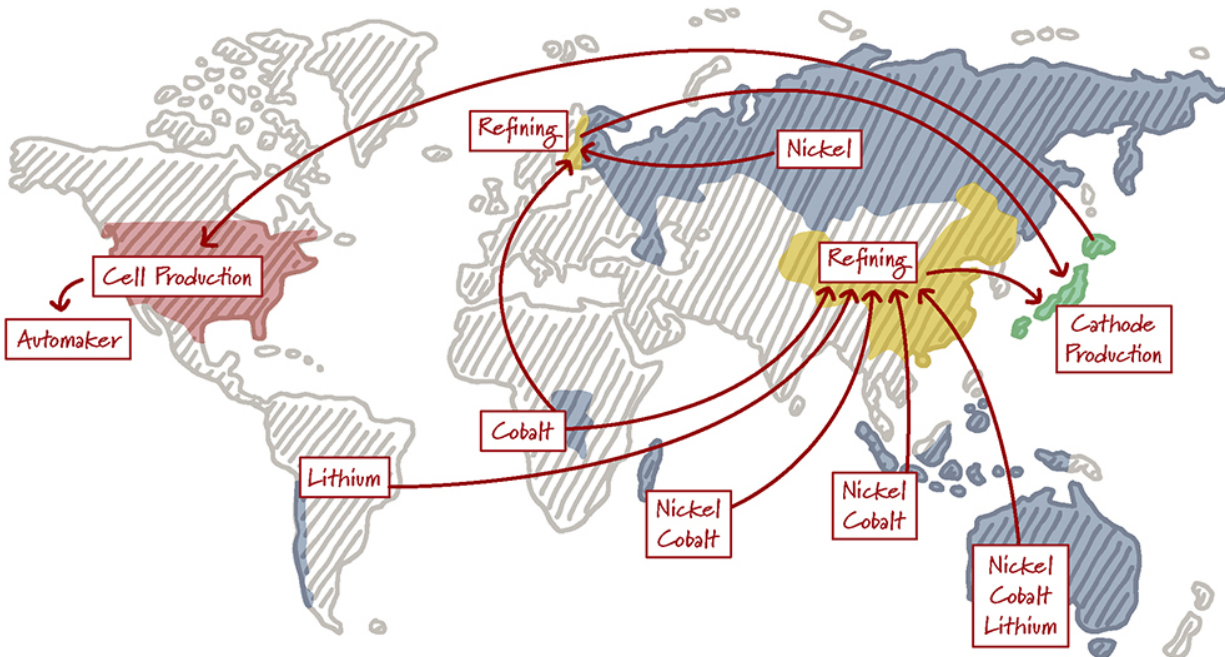 Refining
Nickel
Refining
Cell Production
Automaker
Cathode
Production
Cobalt
Lithium
Nickel
Cobalt
Nickel
Cobalt
Nickel
Cobalt
Lithium